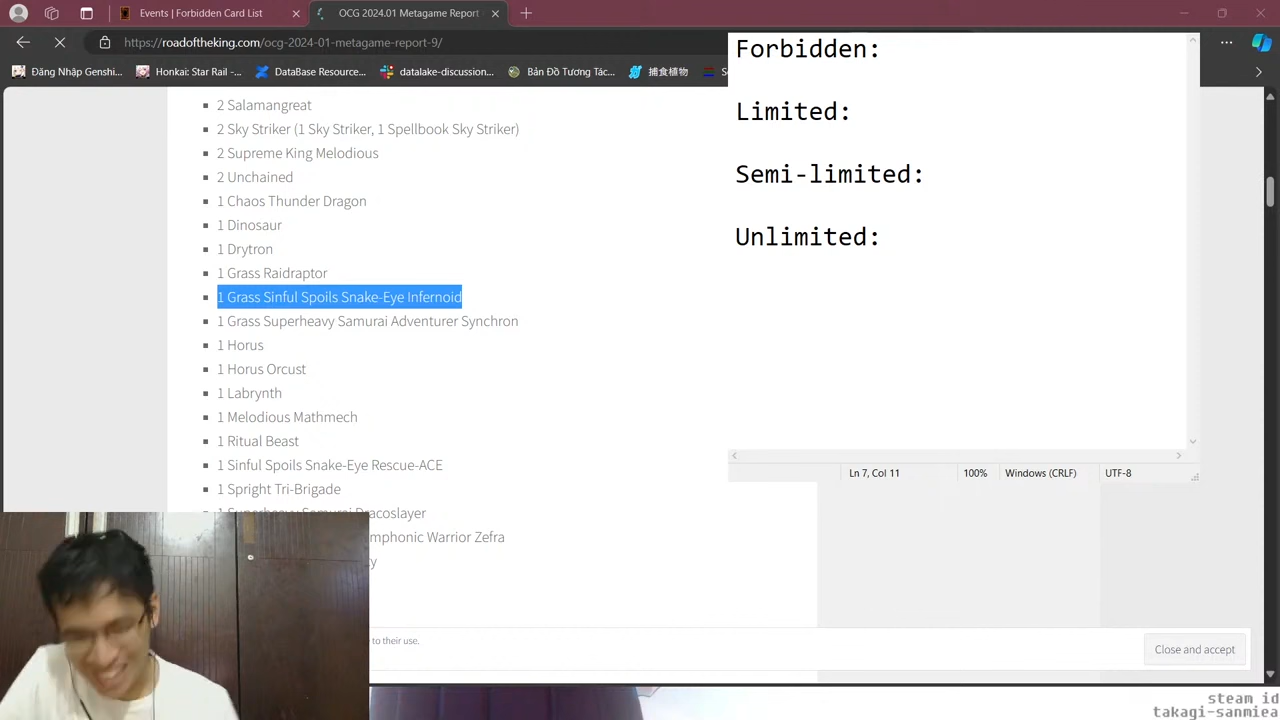 Events | Forbidden Card List
OCG 2024.01 Metagame Report
https://roadoftheking.com/ocg-2024-01-metagame-report-9/
Đăng Nhập Genshi...
Honkai: Star Rail -...
DataBase Resource...
datalake-discussion...
Bản Đồ Tương Tác...
捕食植物
2 Salamangreat
2 Sky Striker (1 Sky Striker, 1 Spellbook Sky Striker)
2 Supreme King Melodious
2 Unchained
1 Chaos Thunder Dragon
1 Dinosaur
1 Drytron
1 Grass Raidraptor
1 Grass Sinful Spoils Snake-Eye Infernoid
1 Grass Superheavy Samurai Adventurer Synchron
1 Horus
1 Horus Orcust
1 Labrynth
1 Melodious Mathmech
1 Ritual Beast
1 Sinful Spoils Snake-Eye Rescue-ACE
1 Spright Tri-Brigade
1 Superheavy Samurai Dracoslayer
mphonic Warrior Zefra
Forbidden:
Limited:
Semi-limited:
Unlimited:
Ln 7, Col 11
100%
Windows (CRLF)
UTF-8
to their use.
Close and accept
steam id
takagi-sanmiea